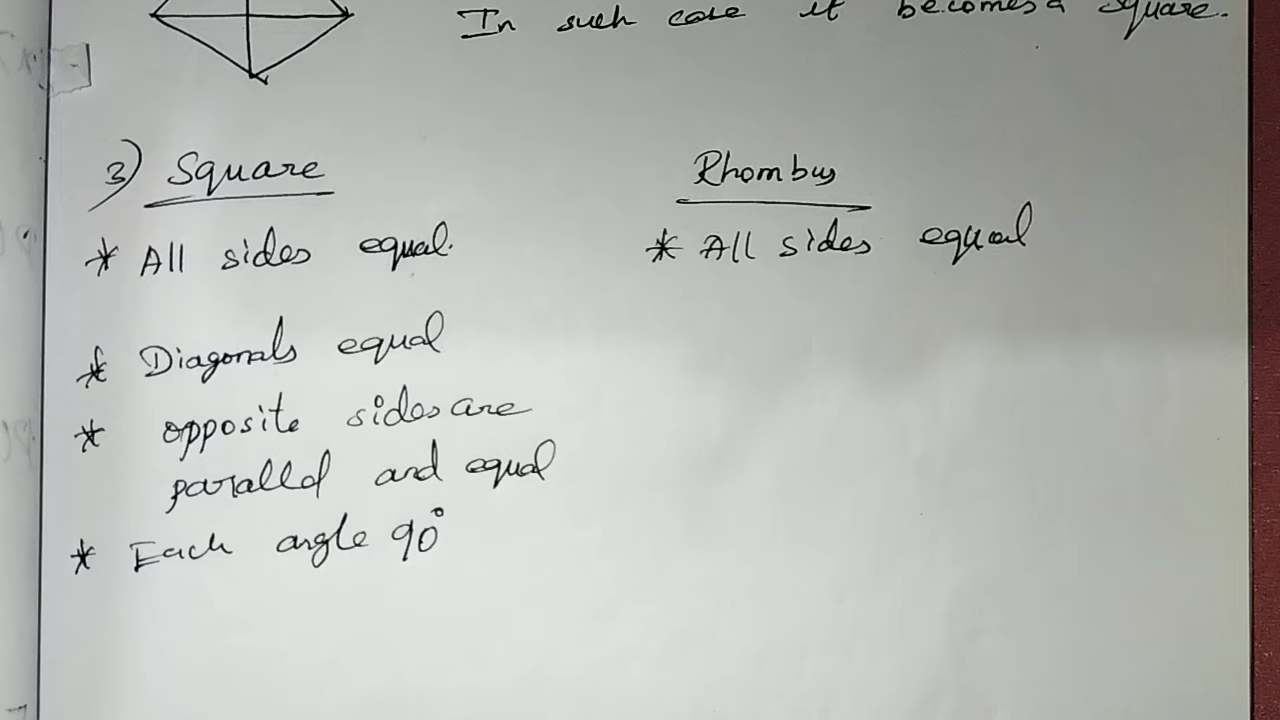 In such case it becomes a square.
3) Square
Rhombus
* All sides equal.
* All sides equal
* Diagonals equal
* opposite sides are
parallel and equal
* Each angle 90°